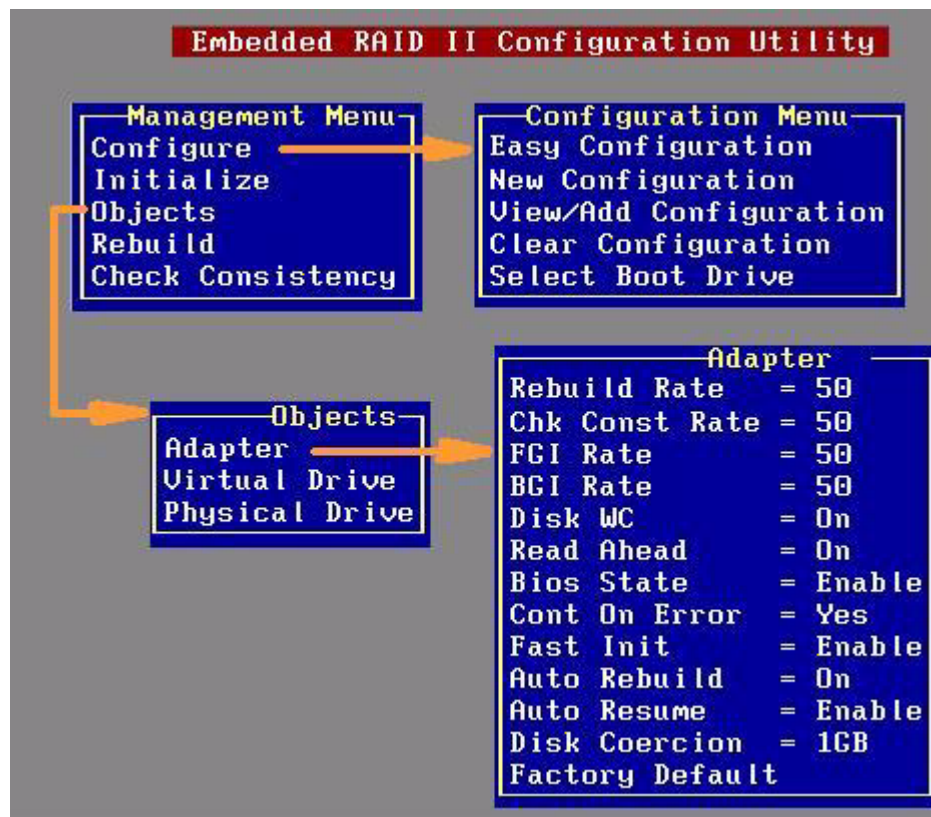 Embedded RAID II Configuration Utility
Management Menu
Configure
Initialize
Objects
Rebuild
Check Consistency
Configuration Menu
Easy Configuration
New Configuration
View/Add Configuration
Clear Configuration
Select Boot Drive
Objects
Adapter
Virtual Drive
Physical Drive
Adapter
Rebuild Rate = 50
Chk Const Rate = 50
FGI Rate = 50
BGI Rate = 50
Disk WC = On
Read Ahead = On
Bios State = Enable
Cont On Error = Yes
Fast Init = Enable
Auto Rebuild = On
Auto Resume = Enable
Disk Coercion = 1GB
Factory Default